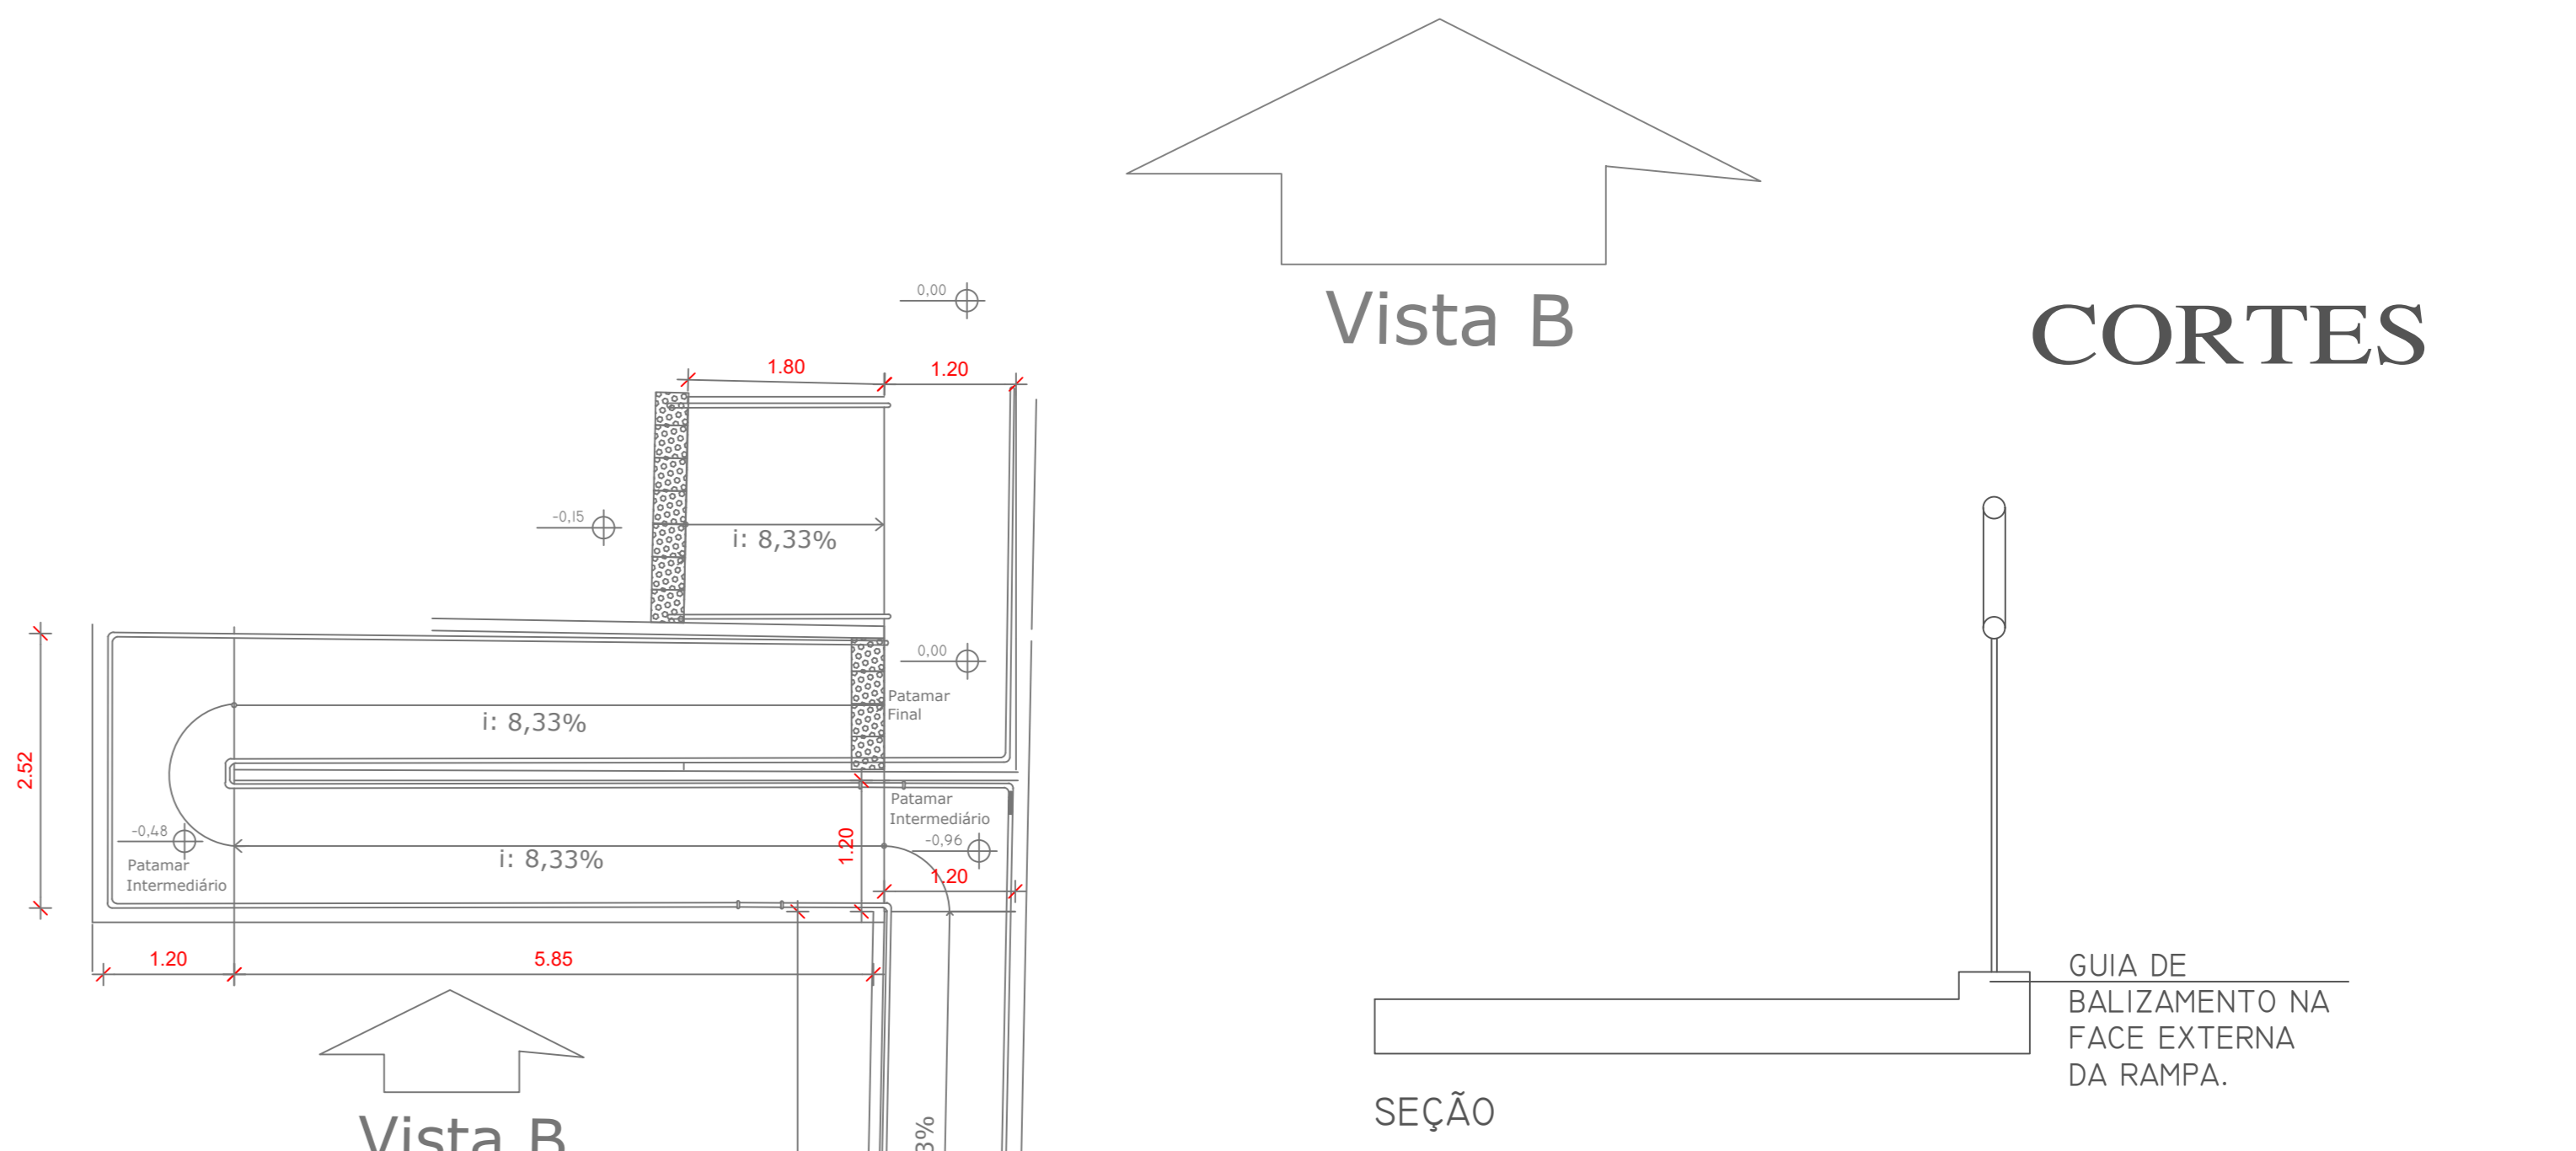 Vista B
CORTES
0,00
1.80
1.20
-0,15
i: 8,33%
0,00
Patamar
Final
i: 8,33%
2.52
Patamar
Intermediário
-0,96
-0,48
Patamar
Intermediário
i: 8,33%
1.20
1.20
1.20
5.85
Vista B
3%
GUIA DE
BALIZAMENTO NA
FACE EXTERNA
DA RAMPA.
SEÇÃO